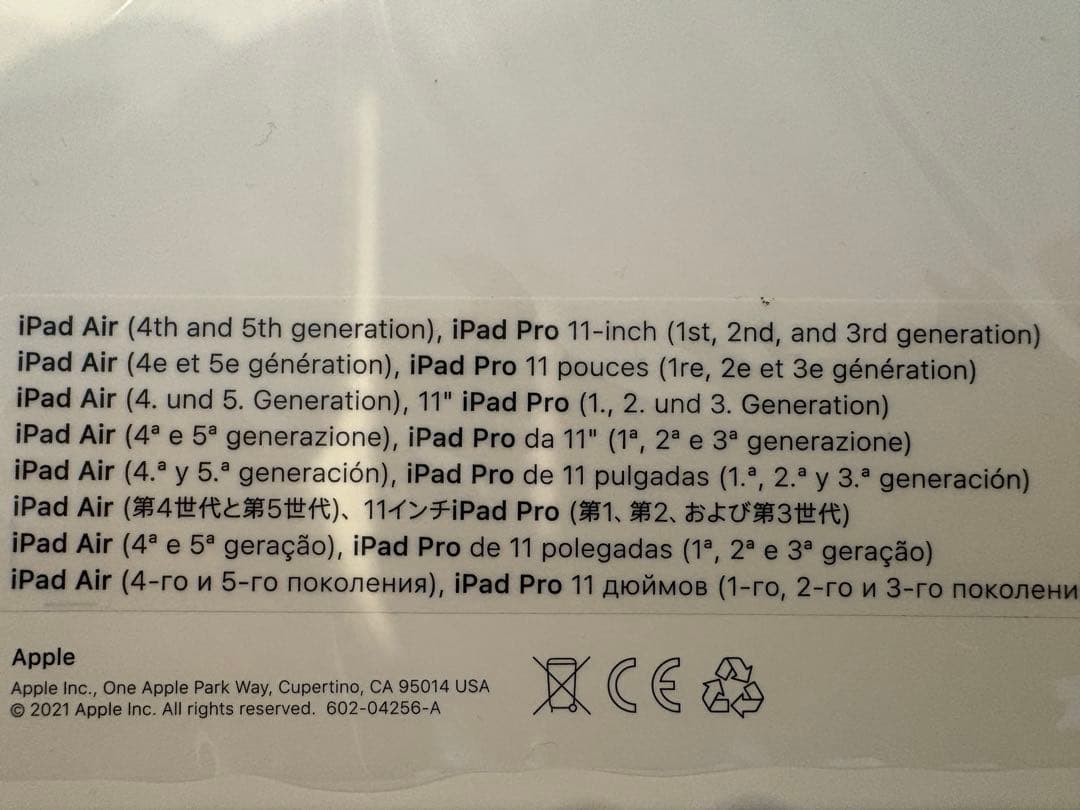 iPad Air (4th and 5th generation), iPad Pro 11-inch (1st, 2nd, and 3rd generation)
iPad Air (4e et 5e génération), iPad Pro 11 pouces (1re, 2e et 3e génération)
iPad Air (4. und 5. Generation), 11" iPad Pro (1., 2. und 3. Generation)
iPad Air (4ª e 5ª generazione), iPad Pro da 11" (1ª, 2ª e 3ª generazione)
iPad Air (4.ª y 5.ª generación), iPad Pro de 11 pulgadas (1.ª, 2.ª y 3.ª generación)
iPad Air (第4世代と第5世代)、11インチiPad Pro (第1、第2、および第3世代)
iPad Air (4ª e 5ª geração), iPad Pro de 11 polegadas (1ª, 2ª e 3ª geração)
iPad Air (4-го и 5-го поколения), iPad Pro 11 дюймов (1-го, 2-го и 3-го поколени
Apple
Apple Inc., One Apple Park Way, Cupertino, CA 95014 USA
© 2021 Apple Inc. All rights reserved. 602-04256-A
CE